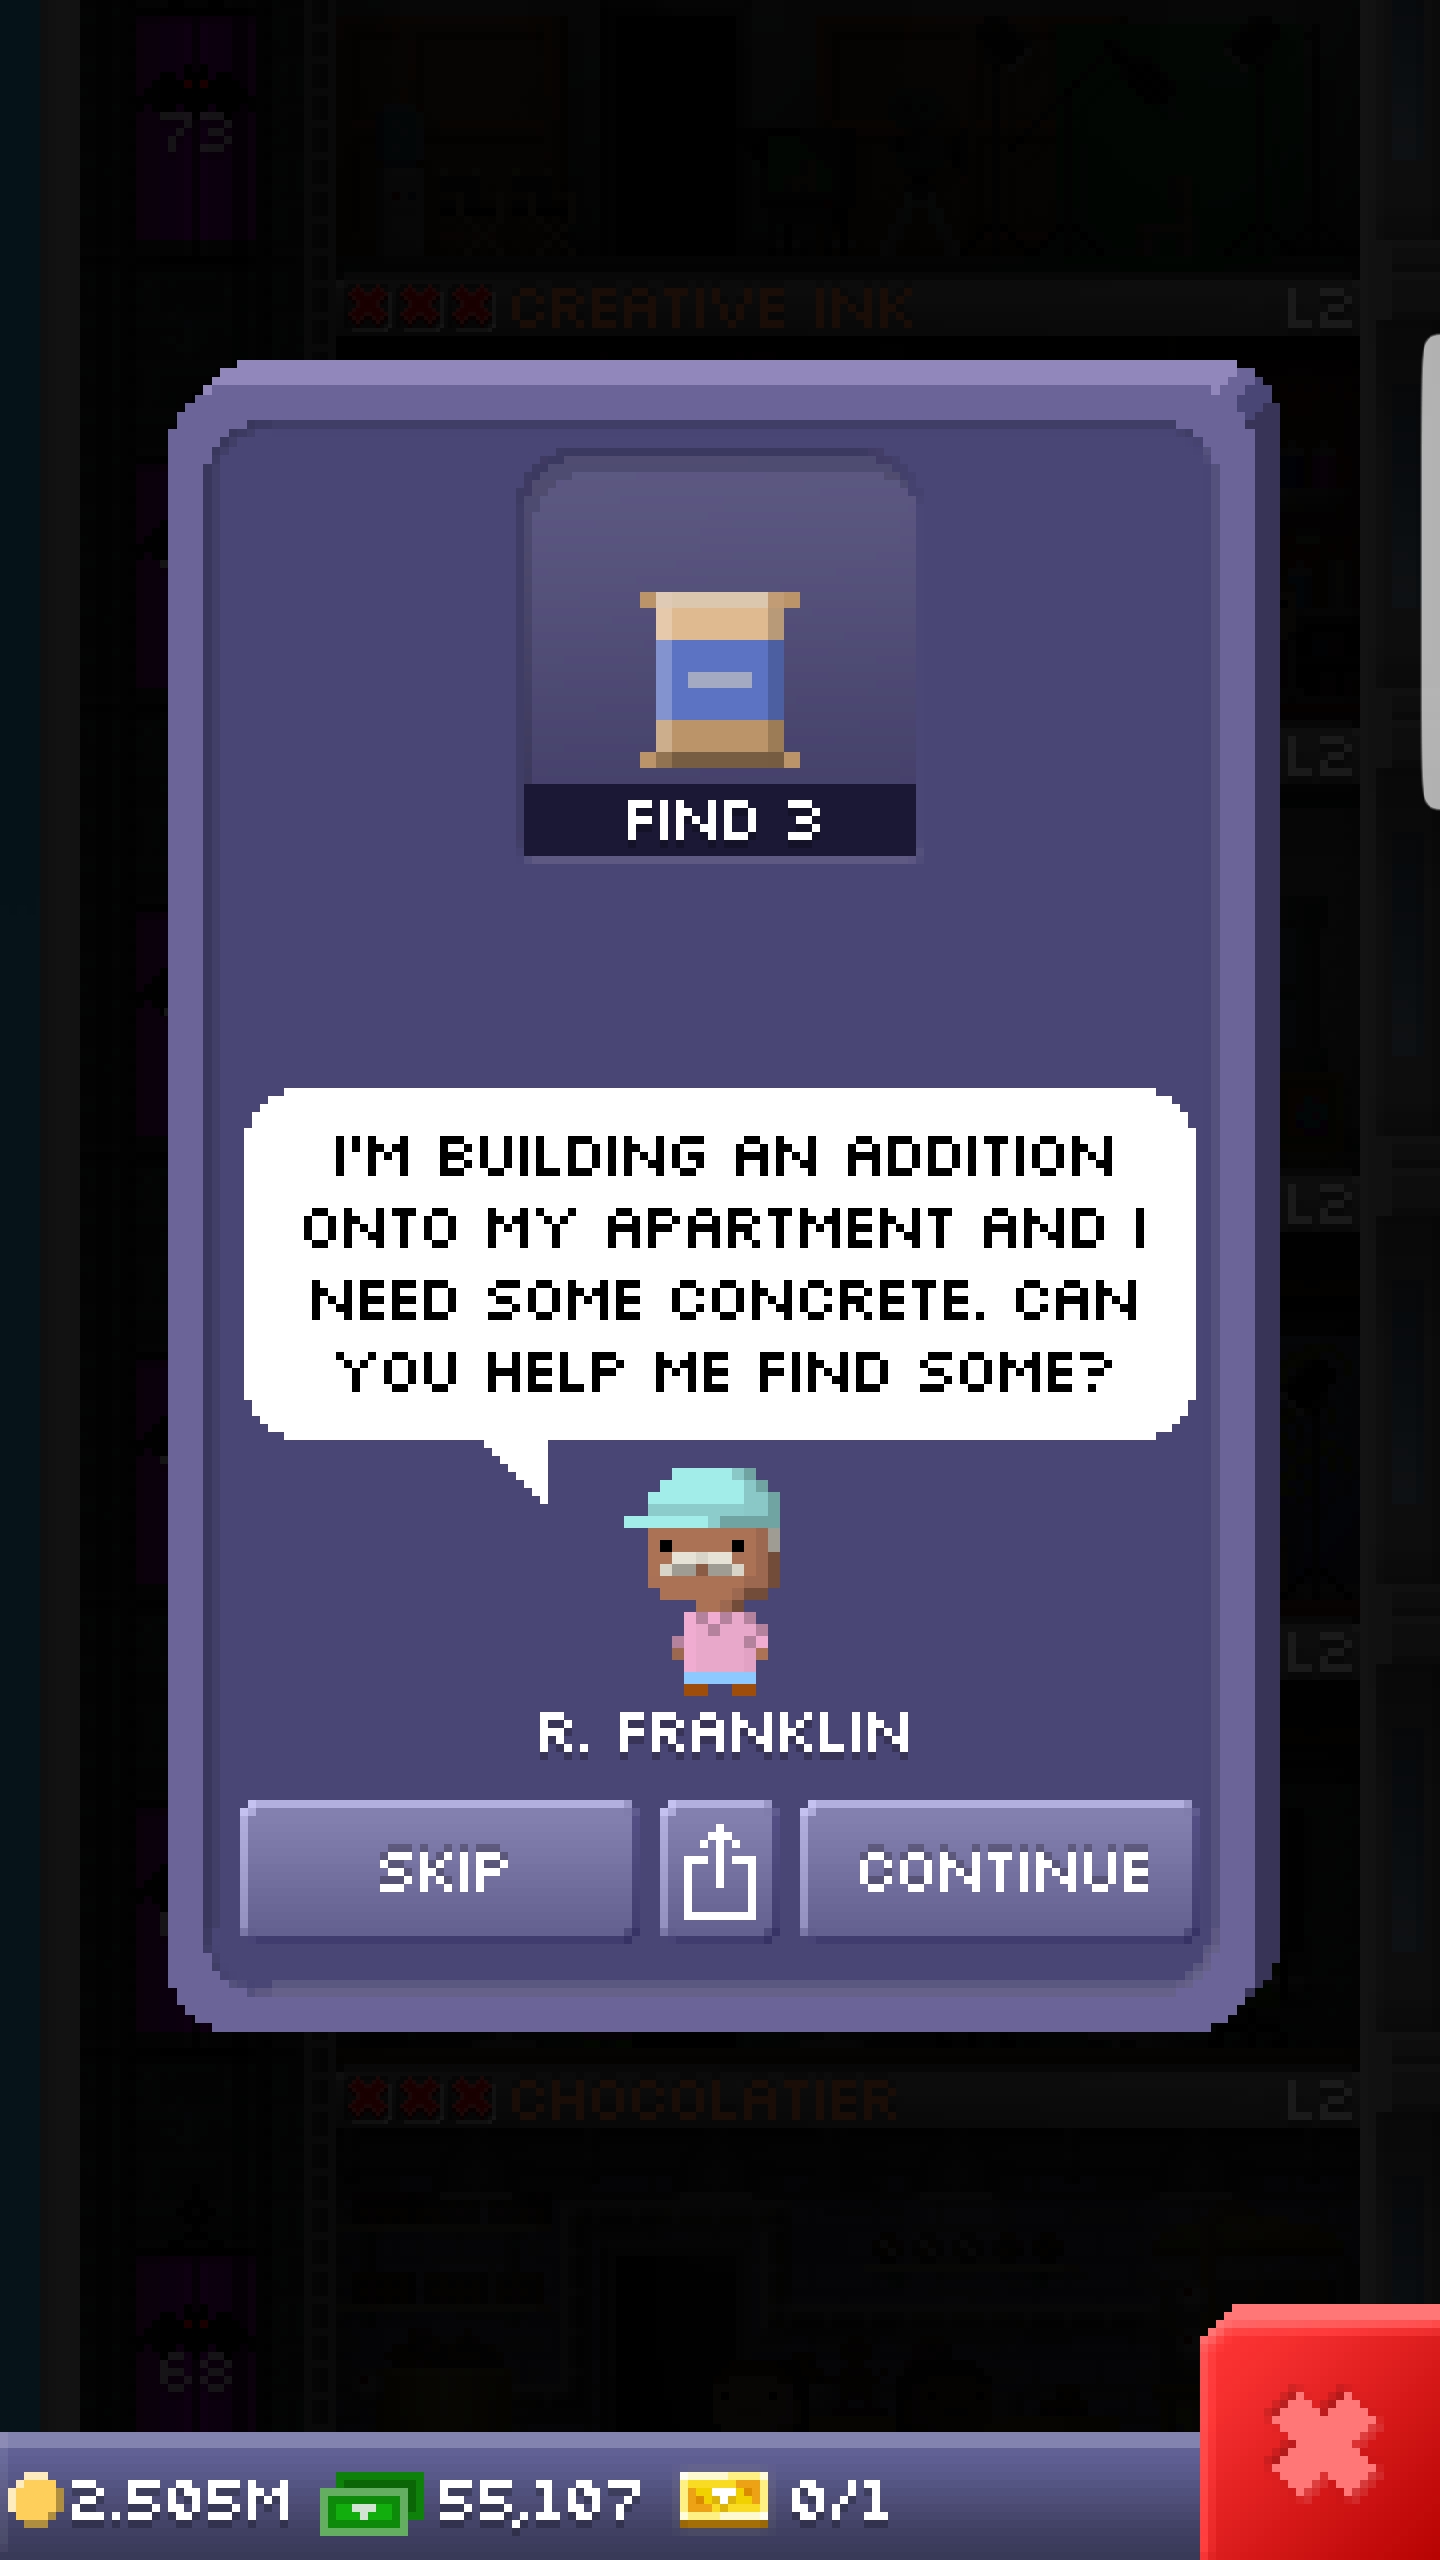 73
CREATIVE INK L2
FIND 3
L2
I'M BUILDING AN ADDITION
ONTO MY APARTMENT AND I
NEED SOME CONCRETE. CAN
YOU HELP ME FIND SOME?
L2
L2
R. FRANKLIN
SKIP CONTINUE
CHOCOLATIER L2
68
2.505M 55,107 0/1